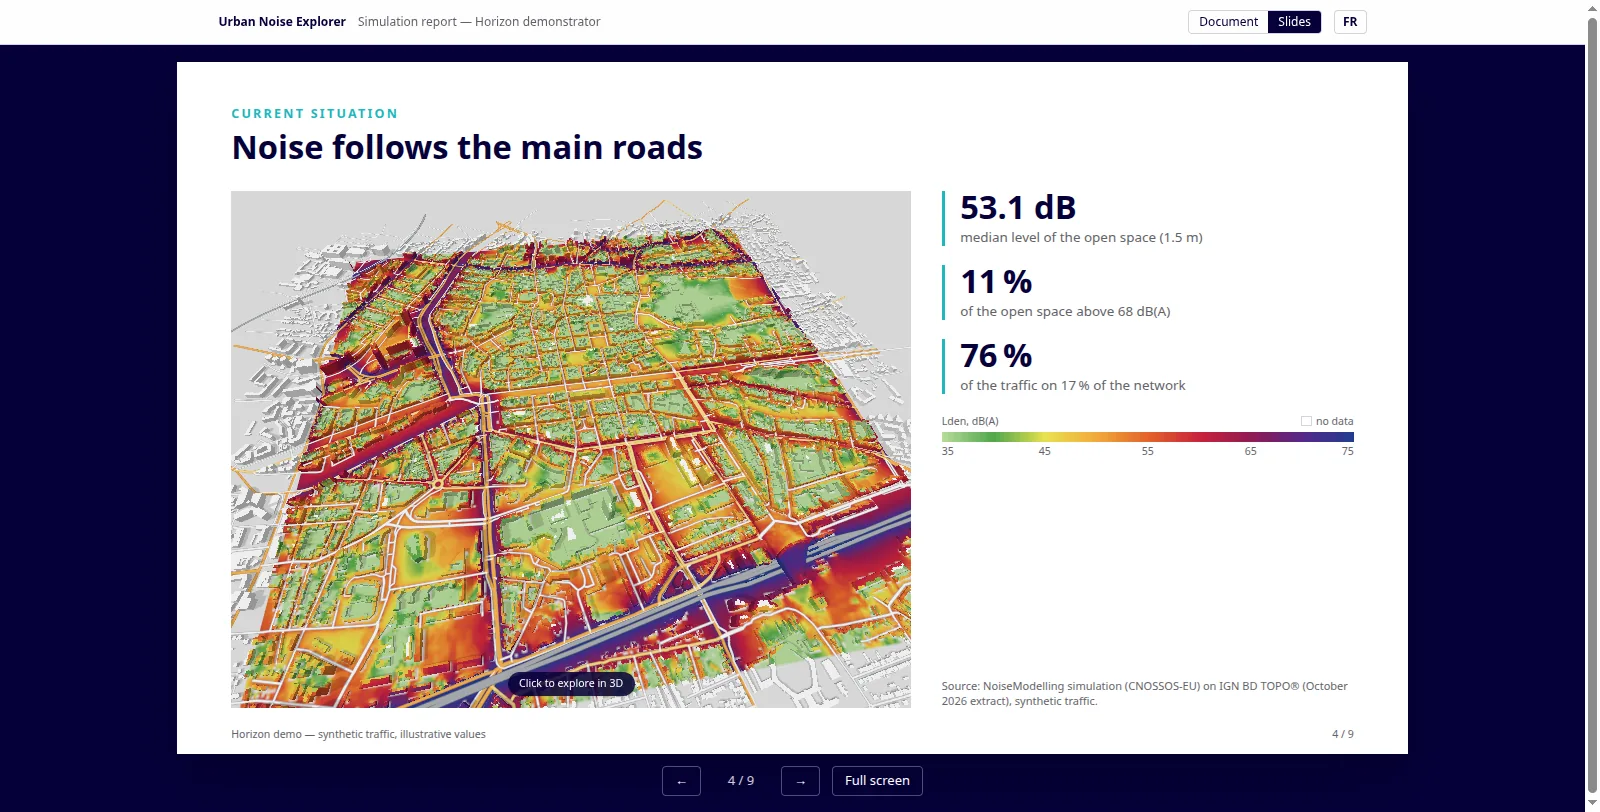 Urban Noise Explorer Simulation report — Horizon demonstrator
Document Slides FR
CURRENT SITUATION
Noise follows the main roads
53.1 dB
median level of the open space (1.5 m)
11 %
of the open space above 68 dB(A)
76 %
of the traffic on 17 % of the network
Lden, dB(A) no data
35 45 55 65 75
Click to explore in 3D
Source: NoiseModelling simulation (CNOSSOS-EU) on IGN BD TOPO® (October
2026 extract), synthetic traffic.
Horizon demo — synthetic traffic, illustrative values 4 / 9
← 4 / 9 → Full screen